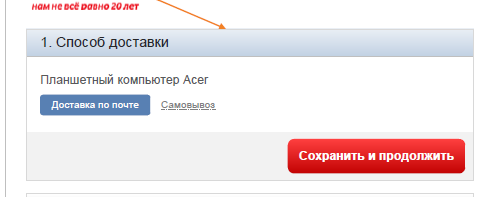 нам не всё равно 20 лет
1. Способ доставки
Планшетный компьютер Acer
Доставка по почте Самовывоз
Сохранить и продолжить